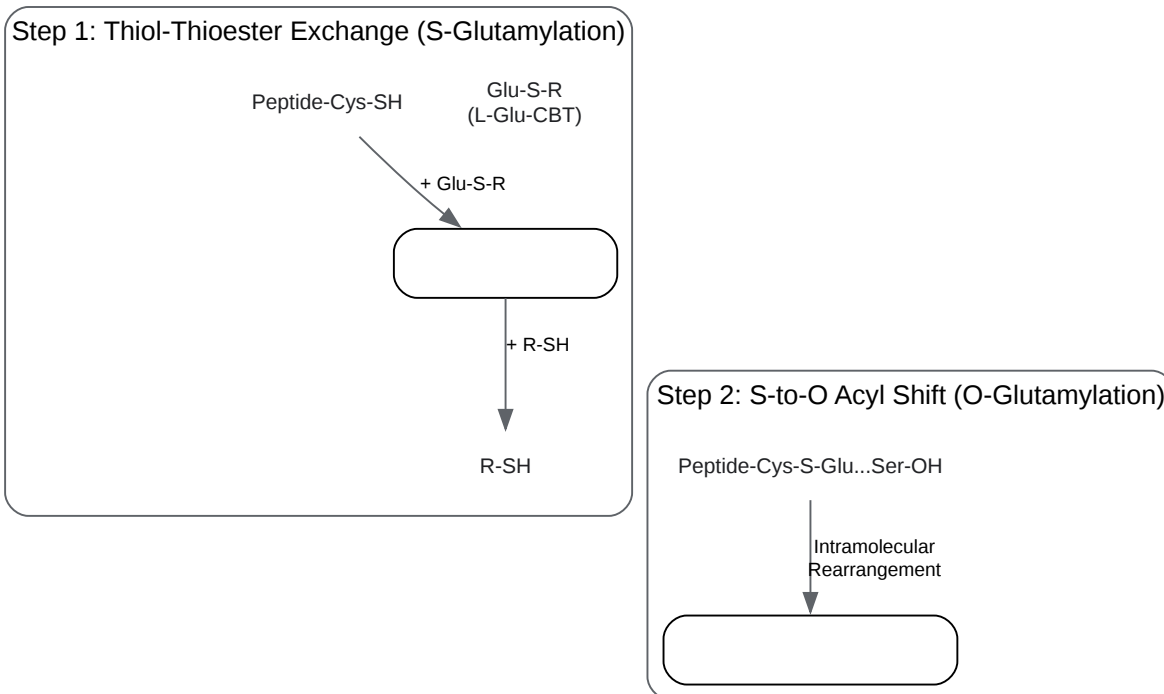 Step 1: Thiol-Thioester Exchange (S-Glutamylation)
Peptide-Cys-SH
Glu-S-R
(L-Glu-CBT)
+ Glu-S-R
+ R-SH
R-SH
Step 2: S-to-O Acyl Shift (O-Glutamylation)
Peptide-Cys-S-Glu...Ser-OH
Intramolecular
Rearrangement